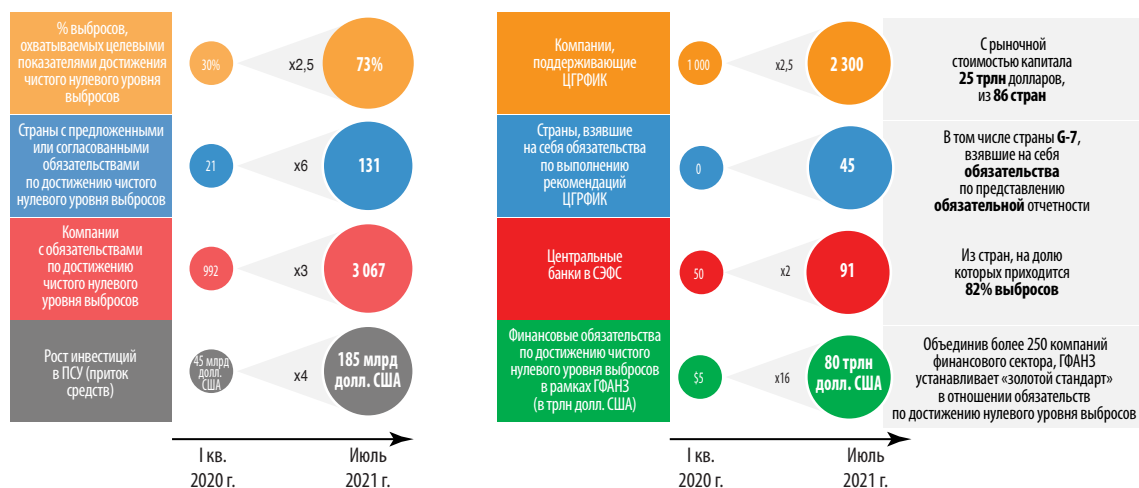 % выбросов,
охватываемых целевыми
показателями достижения
чистого нулевого уровня
выбросов
30%
x2,5
73%
Страны с предложенными
или согласованными
обязательствами
по достижению чистого
нулевого уровня выбросов
21
x6
131
Компании
с обязательствами
по достижению
чистого нулевого
уровня выбросов
992
x3
3 067
Рост инвестиций
в ПСУ (приток
средств)
45 млрд
долл.
США
x4
185 млрд
долл. США
I кв.
2020 г.
Июль
2021 г.
Компании,
поддерживающие
ЦГРФИК
1 000
x2,5
2 300
С рыночной
стоимостью капитала
25 трлн долларов,
из 86 стран
Страны, взявшие
на себя обязательства
по выполнению
рекомендаций
ЦГРФИК
0
45
В том числе страны G-7,
взявшие на себя
обязательства
по представлению
обязательной отчетности
Центральные
банки в СЭФС
50
x2
91
Из стран, на долю
которых приходится
82% выбросов
Финансовые обязательства
по достижению чистого
нулевого уровня выбросов
в рамках ГФАНЗ
(в трлн долл. США)
$5
x16
80 трлн
долл. США
Объединив более 250 компаний
финансового сектора, ГФАНЗ
устанавливает «золотой стандарт»
в отношении обязательств
по достижению нулевого уровня выбросов
I кв.
2020 г.
Июль
2021 г.